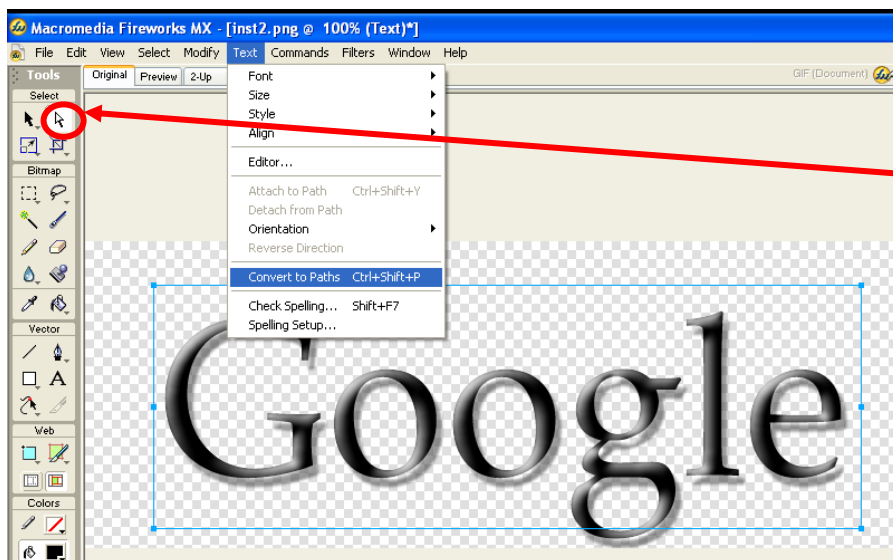 Macromedia Fireworks MX - [inst2.png @ 100% (Text)*]
File Edit View Select Modify Text Commands Filters Window Help
Tools Original Preview 2-Up GIF (Document)
Select
Bitmap
Vector
A
Web
Colors
Font
Size
Style
Align
Editor...
Attach to Path Ctrl+Shift+Y
Detach from Path
Orientation
Reverse Direction
Convert to Paths Ctrl+Shift+P
Check Spelling... Shift+F7
Spelling Setup...
Google